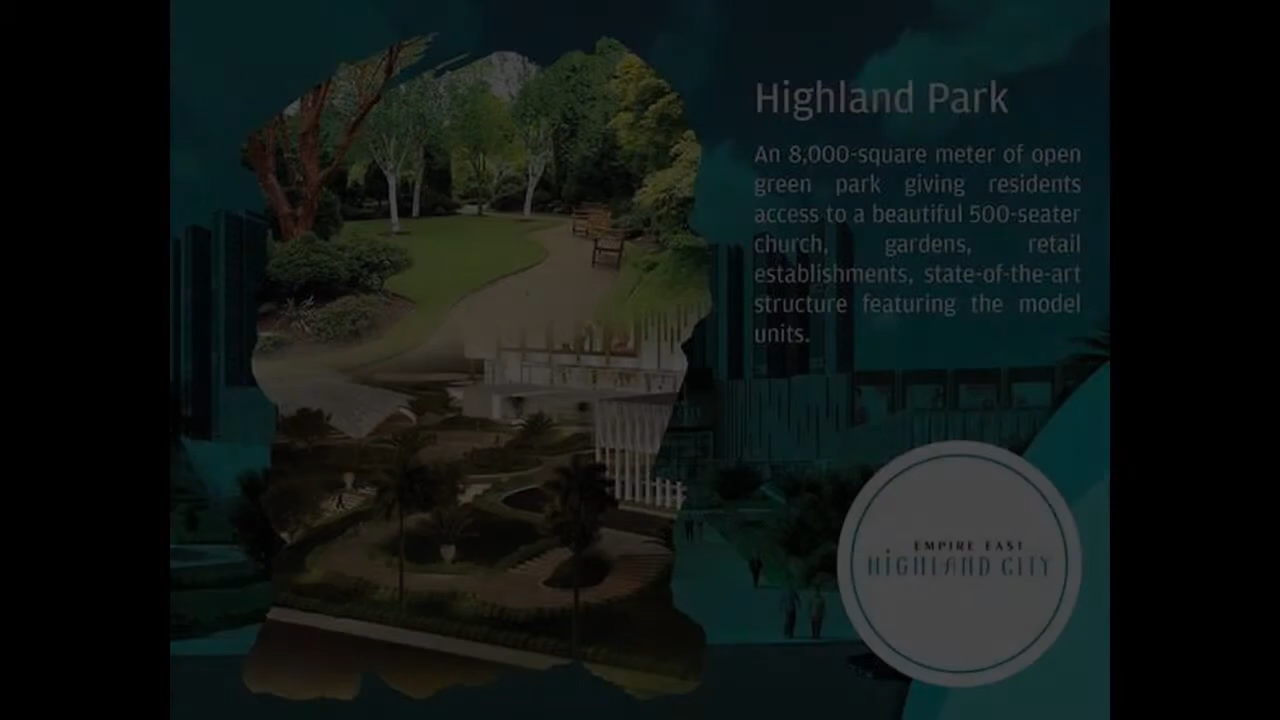 Highland Park
An 8,000-square meter of open
green park giving residents
access to a beautiful 500-seater
church, gardens, retail
establishments, state-of-the-art
structure featuring the model
units.
EMPIRE EAST
HIGHLAND CITY